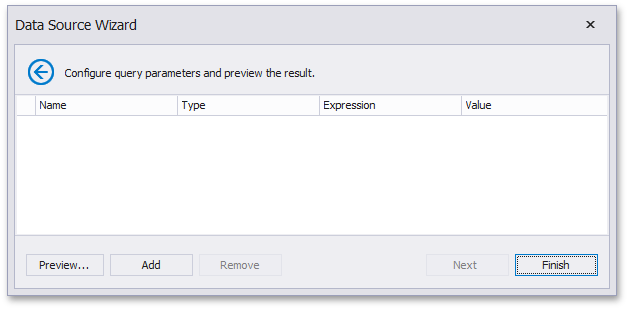 Data Source Wizard
Configure query parameters and preview the result.
Name Type Expression Value
Preview... Add Remove Next Finish